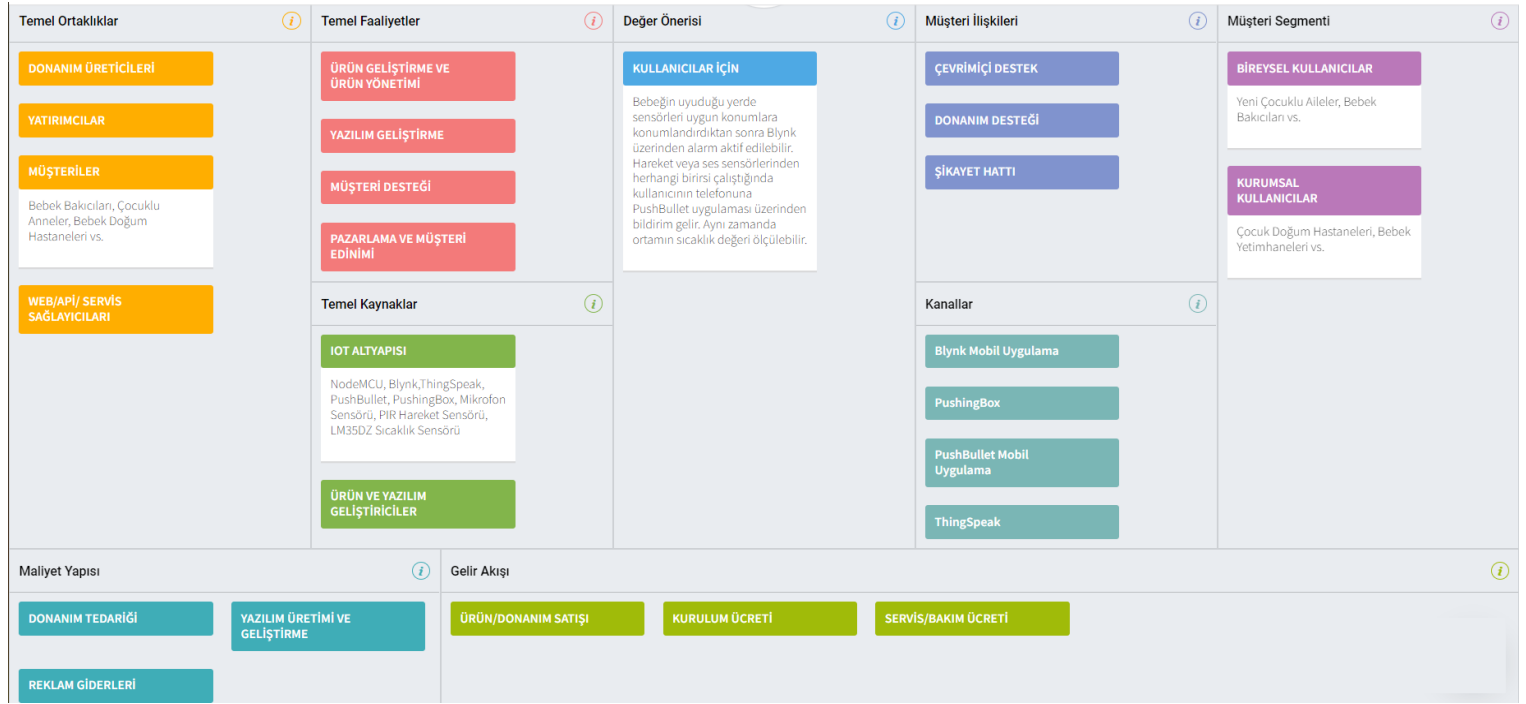 Temel Ortaklıklar
DONANIM ÜRETİCİLERİ
YATIRIMCILAR
MÜŞTERİLER
Bebek Bakıcıları, Çocuklu
Anneler, Bebek Doğum
Hastaneleri vs.
WEB/APİ/ SERVİS
SAĞLAYICILARI
Temel Faaliyetler
ÜRÜN GELİŞTİRME VE
ÜRÜN YÖNETİMİ
YAZILIM GELİŞTİRME
MÜŞTERİ DESTEĞİ
PAZARLAMA VE MÜŞTERİ
EDİNİMİ
Temel Kaynaklar
IOT ALTYAPISI
NodeMCU, Blynk,ThingSpeak,
PushBullet, PushingBox, Mikrofon
Sensörü, PIR Hareket Sensörü,
LM35DZ Sıcaklık Sensörü
ÜRÜN VE YAZILIM
GELİŞTİRİCİLER
Değer Önerisi
KULLANICILAR İÇİN
Bebeğin uyuduğu yerde
sensörleri uygun konumlara
konumlandırdıktan sonra Blynk
üzerinden alarm aktif edilebilir.
Hareket veya ses sensörlerinden
herhangi birirsi çalıştığında
kullanıcının telefonuna
PushBullet uygulaması üzerinden
bildirim gelir. Aynı zamanda
ortamın sıcaklık değeri ölçülebilir.
Müşteri İlişkileri
ÇEVRİMİÇİ DESTEK
DONANIM DESTEĞİ
ŞİKAYET HATTI
Kanallar
Blynk Mobil Uygulama
PushingBox
PushBullet Mobil
Uygulama
ThingSpeak
Müşteri Segmenti
BİREYSEL KULLANICILAR
Yeni Çocuklu Aileler, Bebek
Bakıcıları vs.
KURUMSAL
KULLANICILAR
Çocuk Doğum Hastaneleri, Bebek
Yetimhaneleri vs.
Maliyet Yapısı
DONANIM TEDARİĞİ
YAZILIM ÜRETİMİ VE
GELİŞTİRME
REKLAM GİDERLERİ
Gelir Akışı
ÜRÜN/DONANIM SATIŞI
KURULUM ÜCRETİ
SERVİS/BAKIM ÜCRETİ